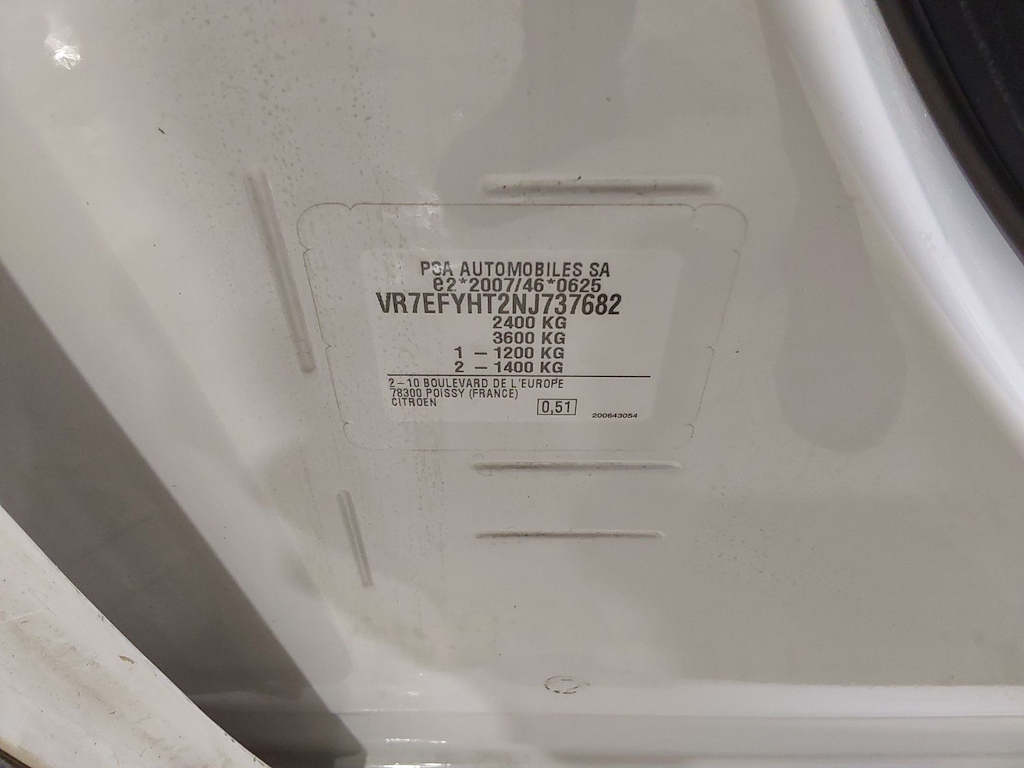 PSA AUTOMOBILES SA
e2*2007/46*0625
VR7EFYHT2NJ737682
2400 KG
3600 KG
1 – 1200 KG
2 – 1400 KG
2–10 BOULEVARD DE L'EUROPE
78300 POISSY (FRANCE)
CITROEN
0,51
200643054